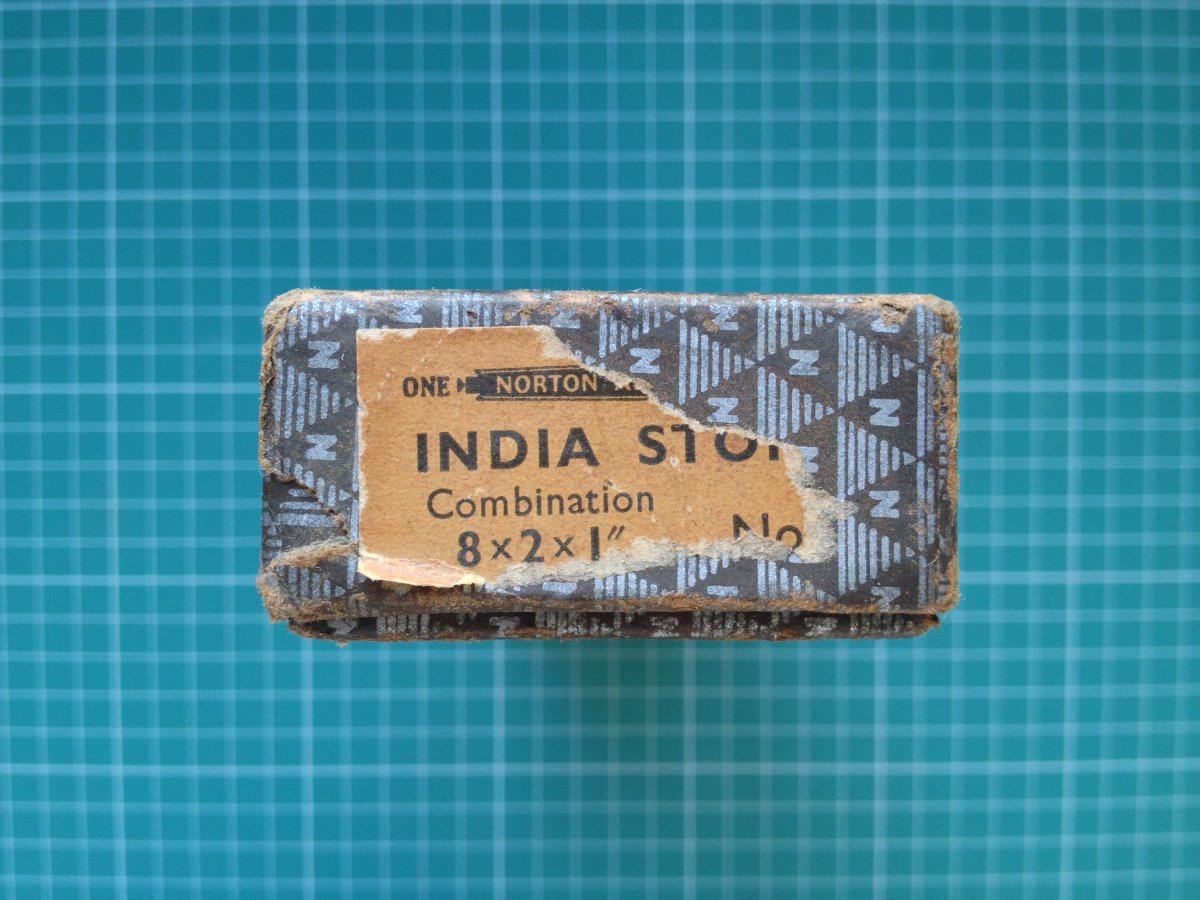 ONE NORTON
INDIA STO
Combination
8×2×1″ No